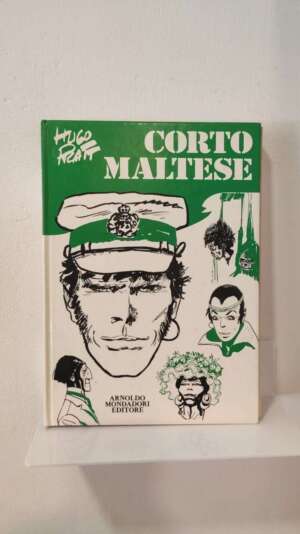 HUGO
PRATT
CORTO
MALTESE
ARNOLDO
MONDADORI
EDITORE